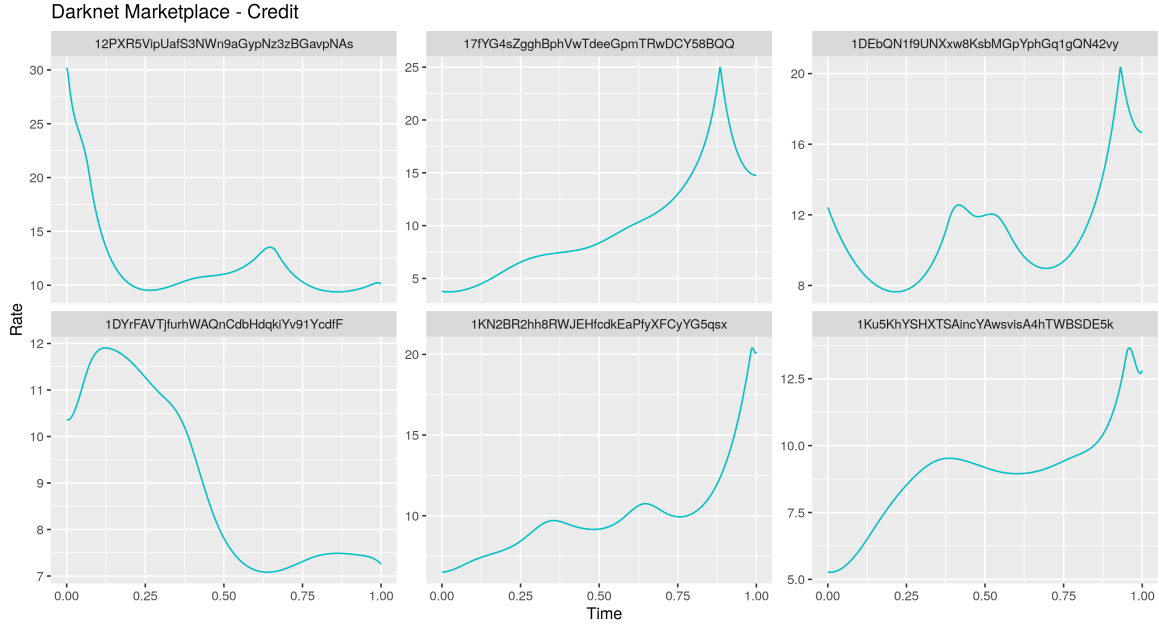 Darknet Marketplace - Credit
12PXR5VipUafS3NWn9aGypNz3zBGavpNAs
17fYG4sZgghBphVwTdeeGpmTRwDCY58BQQ
1DEbQN1f9UNXxw8KsbMGpYphGq1gQN42vy
30
25
20
15
10
25
20
15
10
5
20
16
12
8
Rate
1DYrFAVTjfurhWAQnCdbHdqkiYv91YcdfF
1KN2BR2hh8RWJEHfcdkEaPfyXFCyYG5qsx
1Ku5KhYSHXTSAincYAwsvisA4hTWBSDE5k
12
11
10
9
8
7
20
15
10
12.5
10.0
7.5
5.0
0.00 0.25 0.50 0.75 1.00
0.00 0.25 0.50 0.75 1.00
0.00 0.25 0.50 0.75 1.00
Time